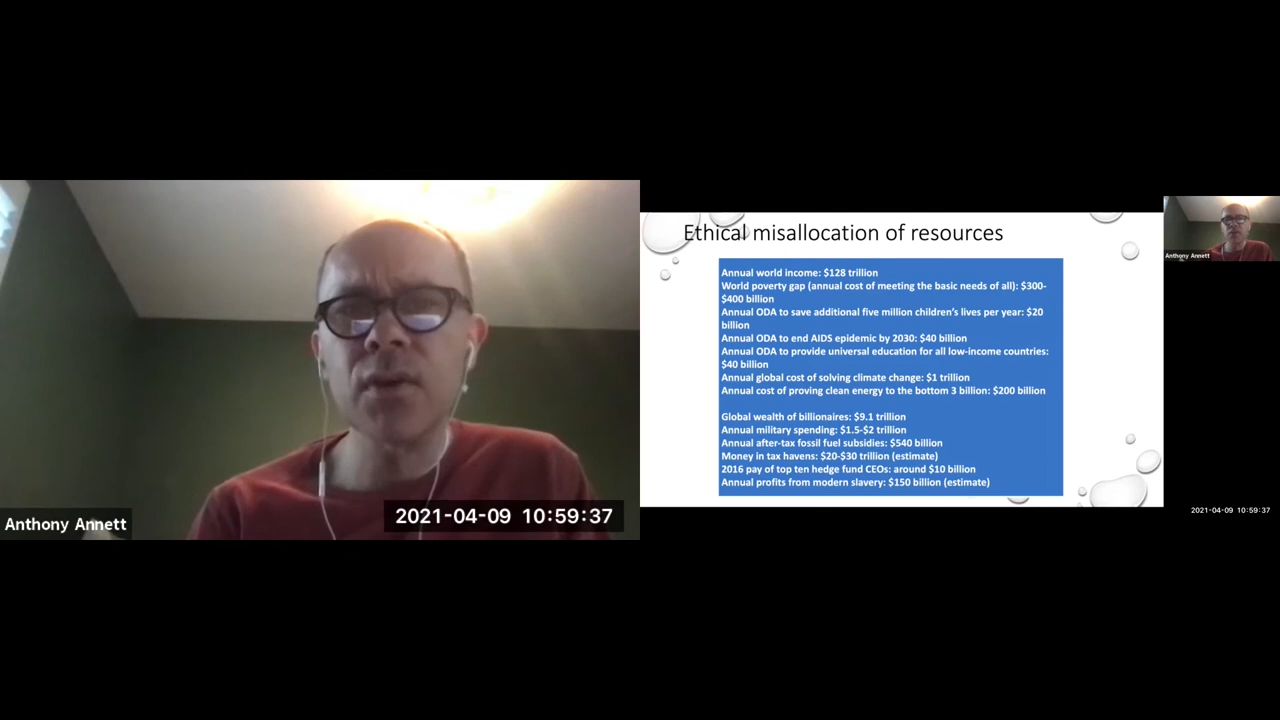 Anthony Annett
2021-04-09 10:59:37
Ethical misallocation of resources
Annual world income: $128 trillion
World poverty gap (annual cost of meeting the basic needs of all): $300-
$400 billion
Annual ODA to save additional five million children's lives per year: $20
billion
Annual ODA to end AIDS epidemic by 2030: $40 billion
Annual ODA to provide universal education for all low-income countries:
$40 billion
Annual global cost of solving climate change: $1 trillion
Annual cost of proving clean energy to the bottom 3 billion: $200 billion
Global wealth of billionaires: $9.1 trillion
Annual military spending: $1.5-$2 trillion
Annual after-tax fossil fuel subsidies: $540 billion
Money in tax havens: $20-$30 trillion (estimate)
2016 pay of top ten hedge fund CEOs: around $10 billion
Annual profits from modern slavery: $150 billion (estimate)
Anthony Annett
2021-04-09 10:59:37